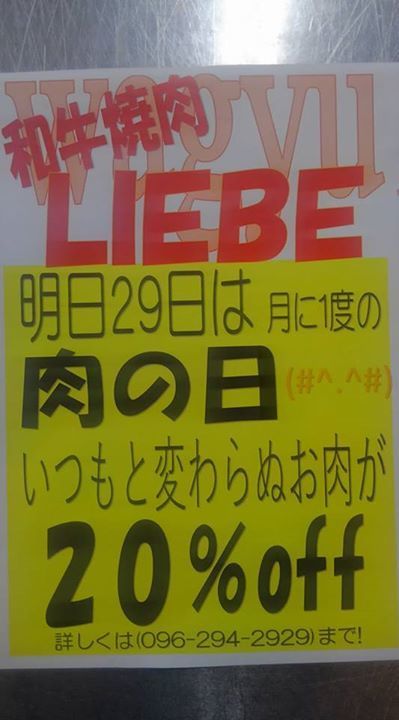 wagyu
和牛焼肉
LIEBE
明日29日は 月に1度の
肉の日(#^.^#)
いつもと変わらぬお肉が
20%off
詳しくは(096-294-2929)まで!